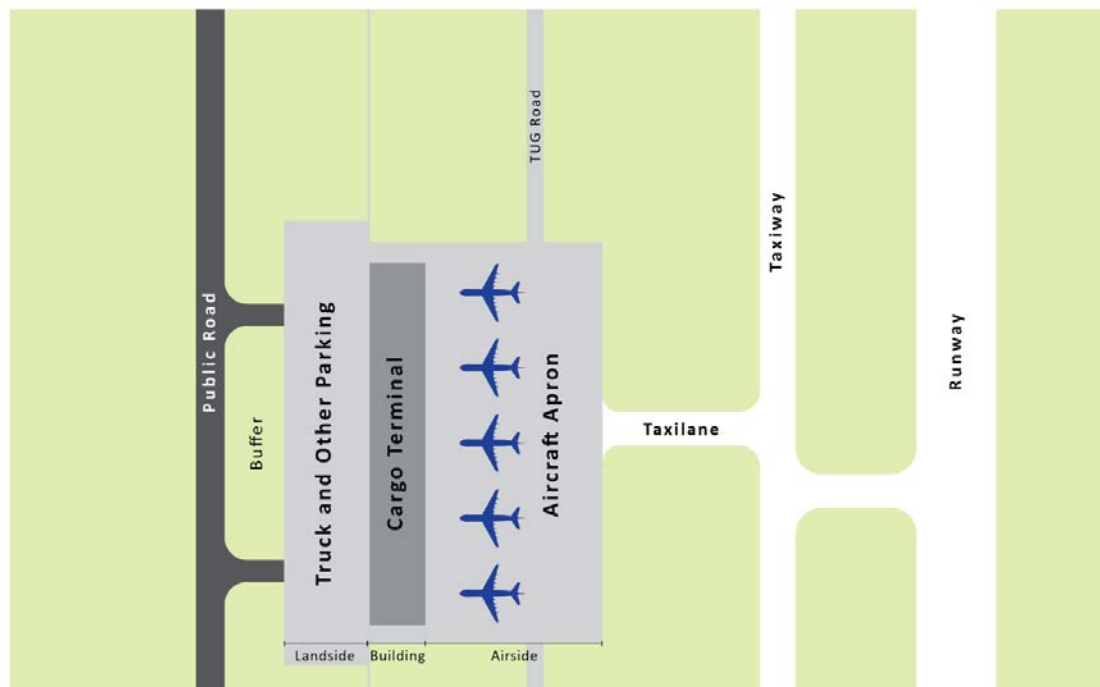 Public Road
Buffer
Truck and Other Parking
Cargo Terminal
Aircraft Apron
TUG Road
Taxilane
Taxiway
Runway
Landside
Building
Airside